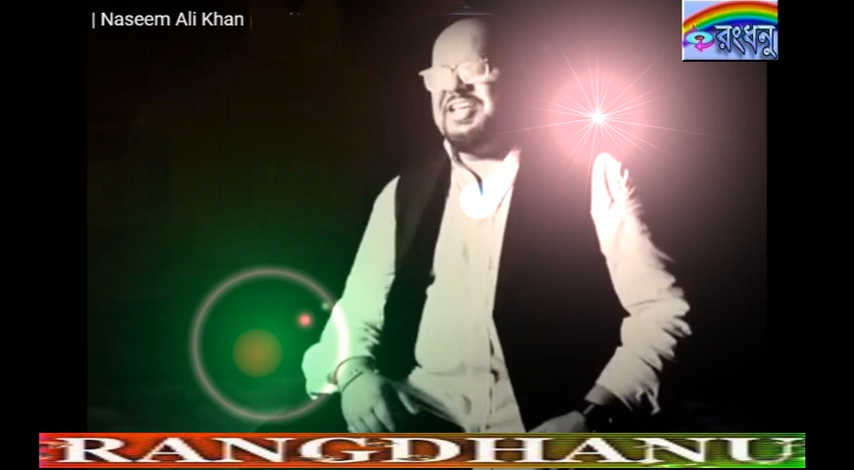 | Naseem Ali Khan
রংধনু
RANGDHANU